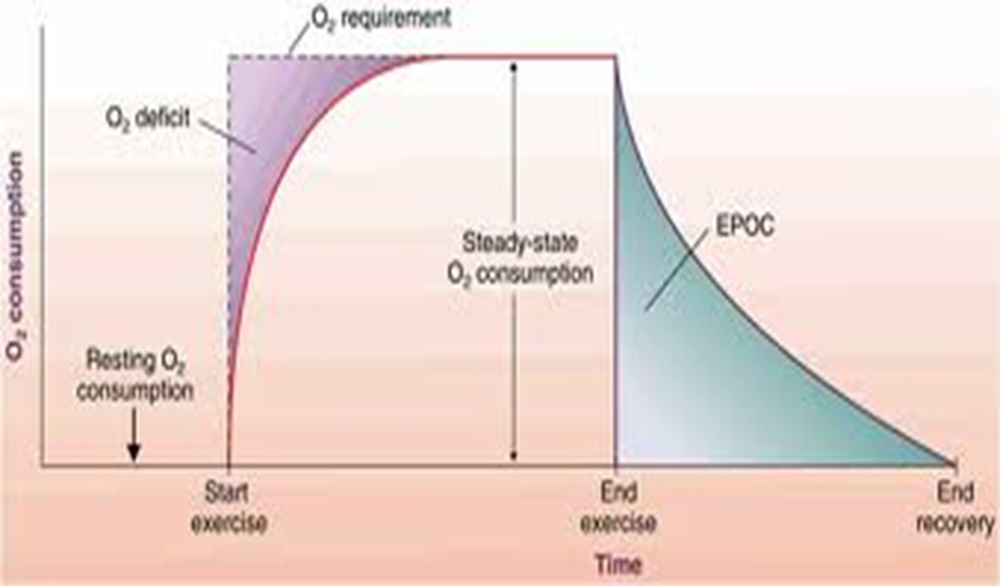 O₂ requirement
O₂ deficit
O₂ consumption
EPOC
Steady-state
O₂ consumption
Resting O₂
consumption
Start
exercise
End
exercise
End
recovery
Time